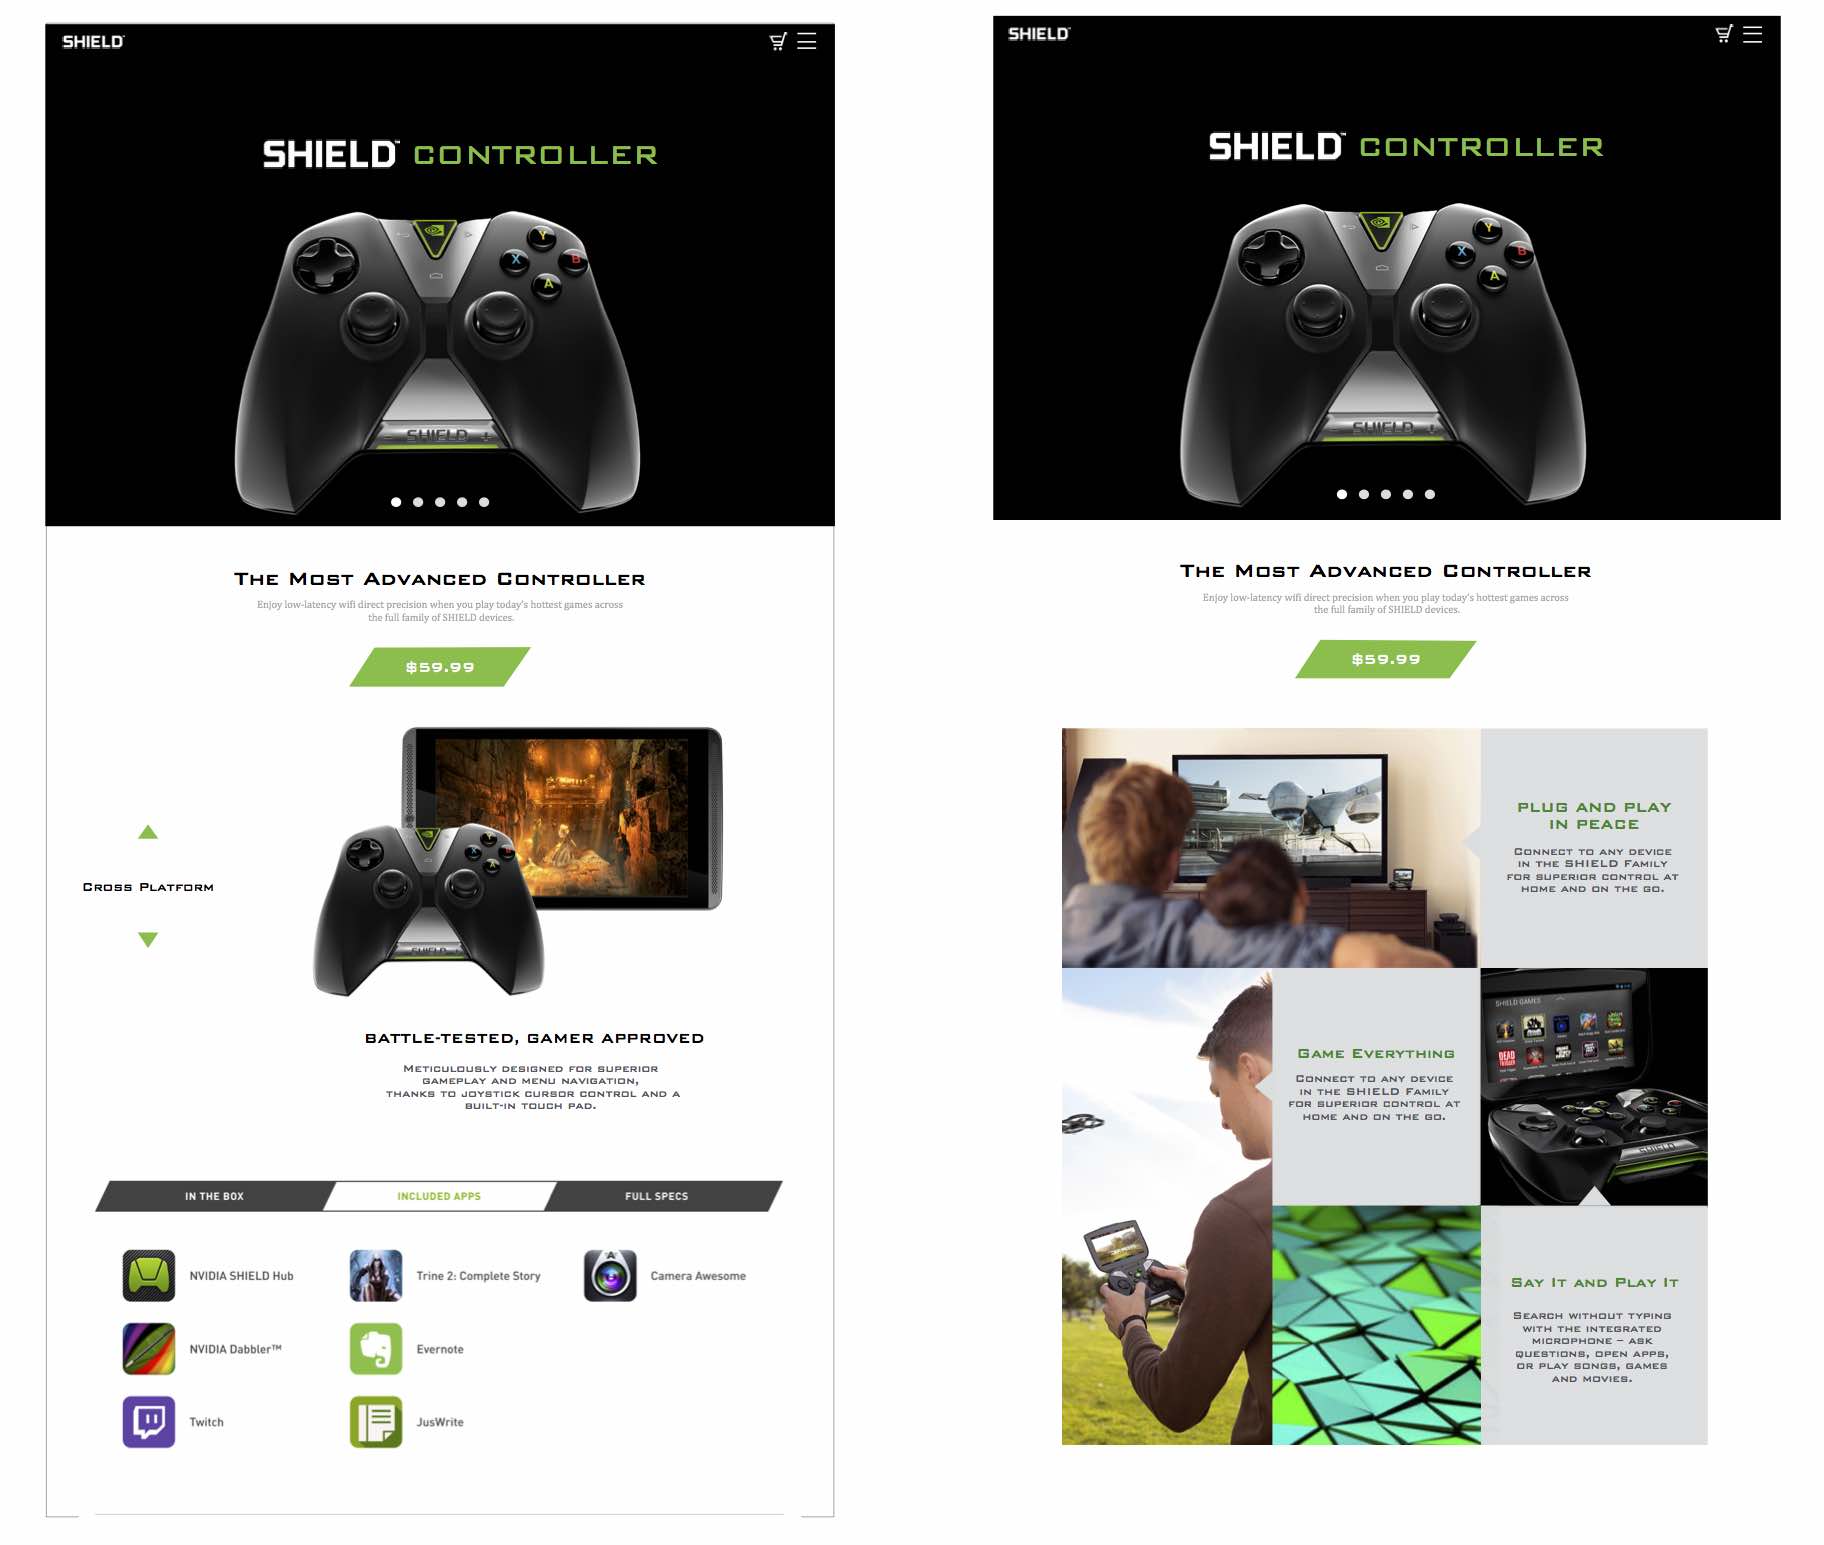 SHIELD™
SHIELD™ CONTROLLER
Y
X
B
A
- SHIELD +
The Most Advanced Controller
Enjoy low-latency wifi direct precision when you play today's hottest games across
the full family of SHIELD devices.
$59.99
Cross Platform
Y
X
B
A
SHIELD
BATTLE-TESTED, GAMER APPROVED
Meticulously designed for superior
gameplay and menu navigation,
thanks to joystick cursor control and a
built-in touch pad.
IN THE BOX
INCLUDED APPS
FULL SPECS
NVIDIA SHIELD Hub
Trine 2: Complete Story
Camera Awesome
NVIDIA Dabbler™
Evernote
Twitch
JusWrite
SHIELD™
SHIELD™ CONTROLLER
Y
X
B
A
- SHIELD +
The Most Advanced Controller
Enjoy low-latency wifi direct precision when you play today's hottest games across
the full family of SHIELD devices.
$59.99
PLUG AND PLAY
IN PEACE
Connect to any device
in the SHIELD Family
for superior control at
home and on the go.
Game Everything
Connect to any device
in the SHIELD Family
for superior control at
home and on the go.
SHIELD GAMES
DEAD
TRIGGER
SHIELD
Say It and Play It
Search without typing
with the integrated
microphone – ask
questions, open apps,
or play songs, games
and movies.